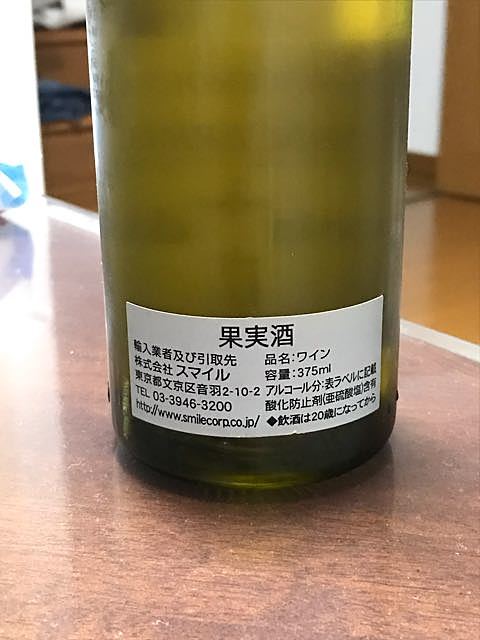 果実酒
輸入業者及び引取先
株式会社 スマイル
東京都文京区音羽2-10-2
TEL 03-3946-3200
http://www.smilecorp.co.jp/
品名:ワイン
容量:375ml
アルコール分:表ラベルに記載
酸化防止剤(亜硫酸塩)含有
◆飲酒は20歳になってから